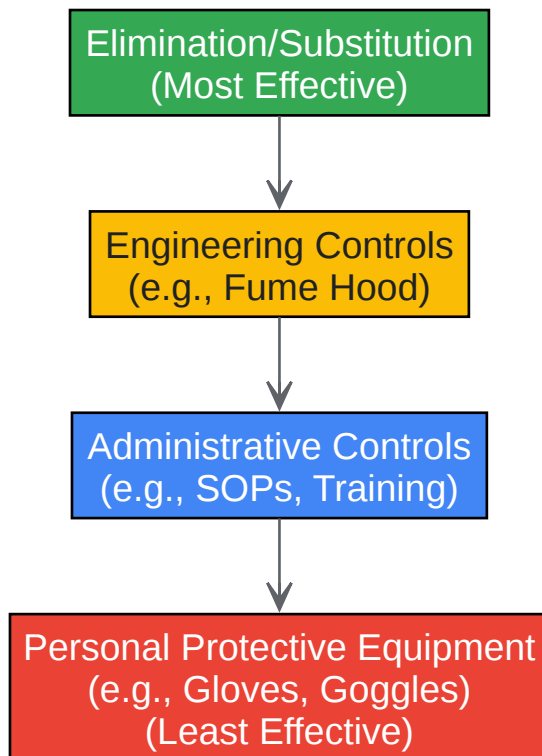 Elimination/Substitution
(Most Effective)
Engineering Controls
(e.g., Fume Hood)
Administrative Controls
(e.g., SOPs, Training)
Personal Protective Equipment
(e.g., Gloves, Goggles)
(Least Effective)